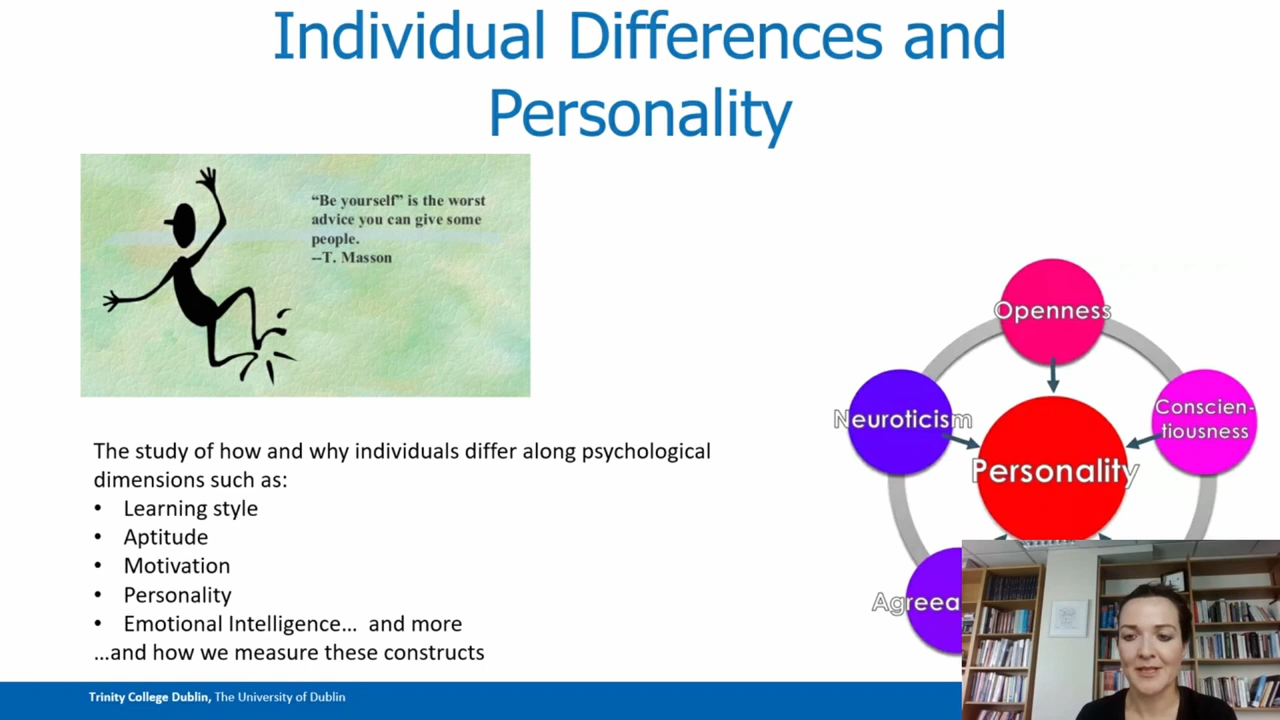 Individual Differences and
Personality
“Be yourself” is the worst
advice you can give some
people.
--T. Masson
The study of how and why individuals differ along psychological
dimensions such as:
• Learning style
• Aptitude
• Motivation
• Personality
• Emotional Intelligence… and more
…and how we measure these constructs
Openness
Neuroticism
Conscien-
tiousness
Personality
Agreea
Trinity College Dublin, The University of Dublin